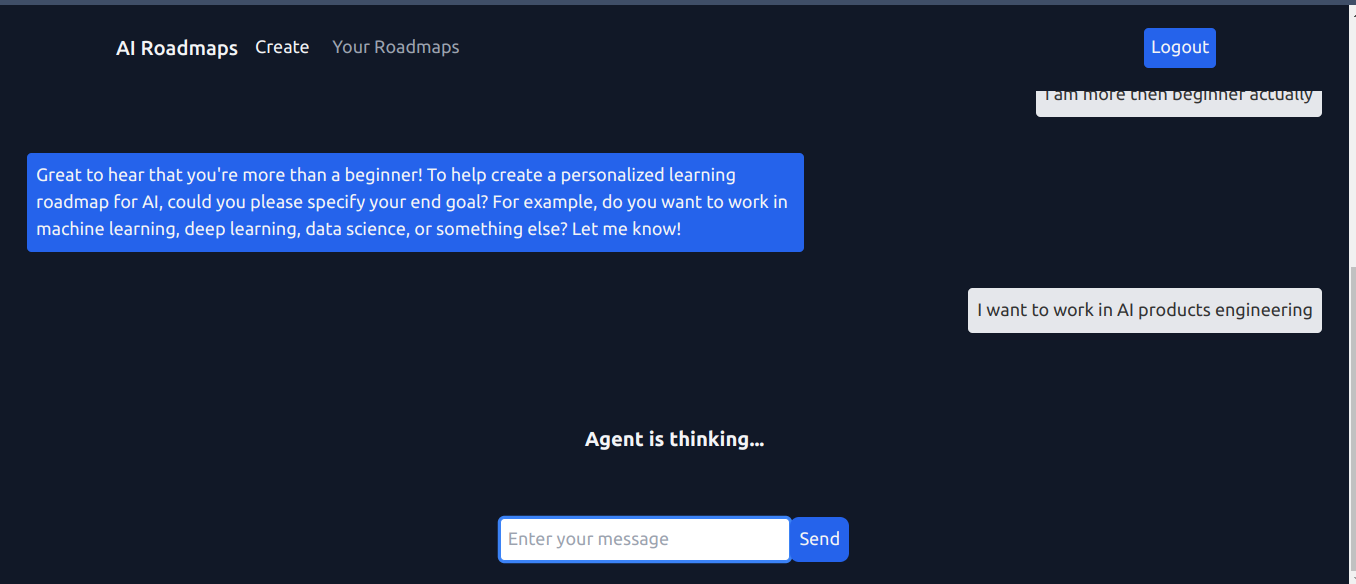 AI Roadmaps Create Your Roadmaps Logout
I am more then beginner actually
Great to hear that you're more than a beginner! To help create a personalized learning
roadmap for AI, could you please specify your end goal? For example, do you want to work in
machine learning, deep learning, data science, or something else? Let me know!
I want to work in AI products engineering
Agent is thinking...
Enter your message Send